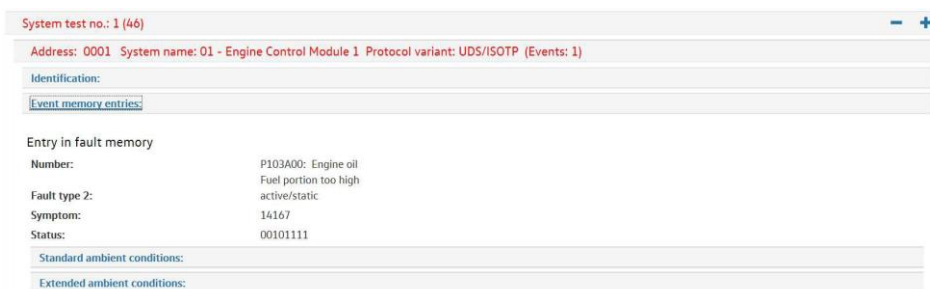 System test no.: 1 (46)
Address: 0001 System name: 01 - Engine Control Module 1 Protocol variant: UDS/ISOTP (Events: 1)
Identification:
Event memory entries:
Entry in fault memory
Number: P103A00: Engine oil
Fuel portion too high
Fault type 2: active/static
Symptom: 14167
Status: 00101111
Standard ambient conditions:
Extended ambient conditions: